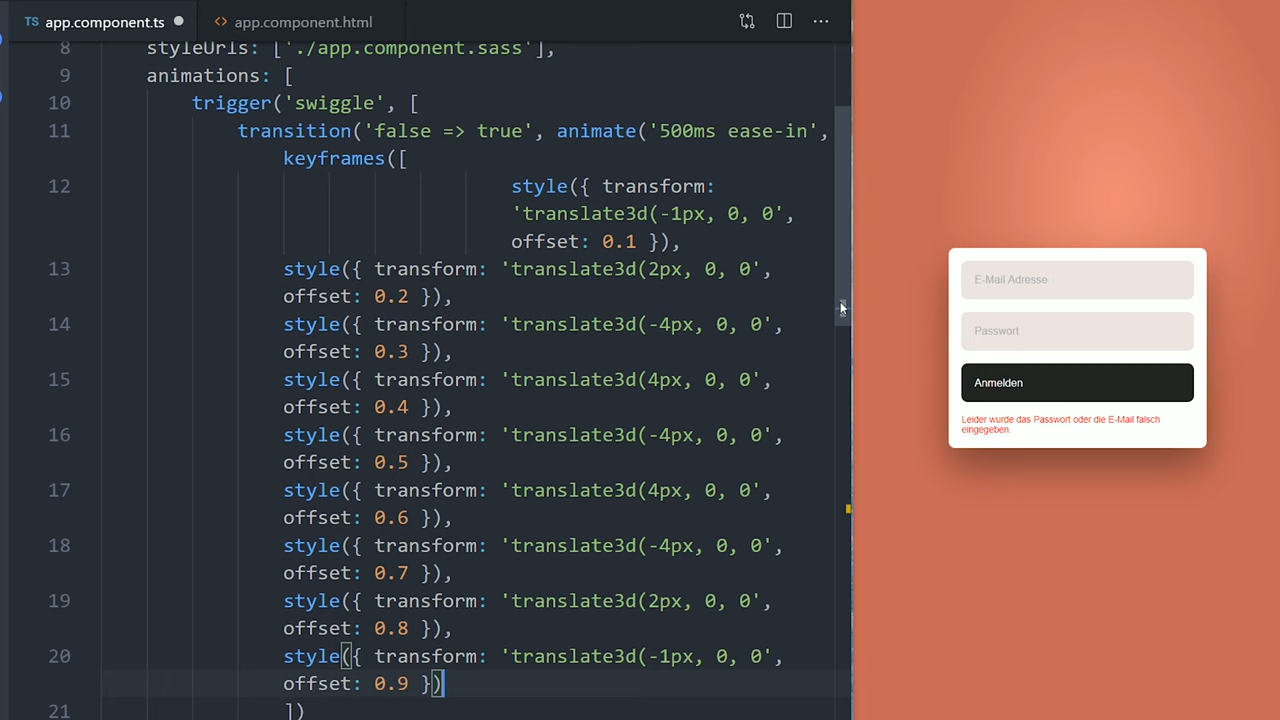 TS app.component.ts
<> app.component.html
8 styleUrls: ['./app.component.sass'],
9 animations: [
10 trigger('swiggle', [
11 transition('false => true', animate('500ms ease-in',
keyframes([
12 style({ transform:
'translate3d(-1px, 0, 0',
offset: 0.1 }),
13 style({ transform: 'translate3d(2px, 0, 0',
offset: 0.2 }),
14 style({ transform: 'translate3d(-4px, 0, 0',
offset: 0.3 }),
15 style({ transform: 'translate3d(4px, 0, 0',
offset: 0.4 }),
16 style({ transform: 'translate3d(-4px, 0, 0',
offset: 0.5 }),
17 style({ transform: 'translate3d(4px, 0, 0',
offset: 0.6 }),
18 style({ transform: 'translate3d(-4px, 0, 0',
offset: 0.7 }),
19 style({ transform: 'translate3d(2px, 0, 0',
offset: 0.8 }),
20 style({ transform: 'translate3d(-1px, 0, 0',
offset: 0.9 })
21 ])
E-Mail Adresse
Passwort
Anmelden
Leider wurde das Passwort oder die E-Mail falsch
eingegeben.